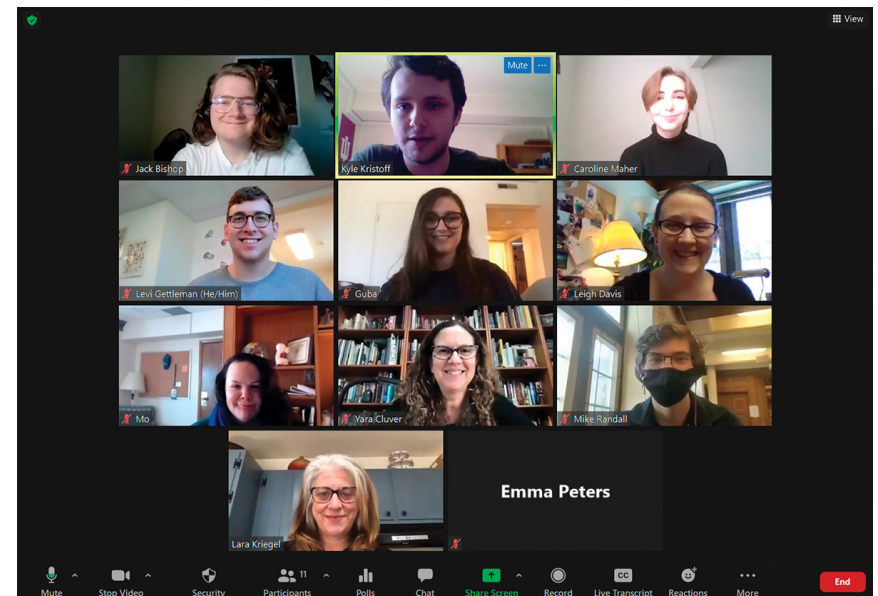 View
Mute ...
Jack Bishop
Kyle Kristoff
Caroline Maher
Levi Gettleman (He/Him)
Guba
Leigh Davis
Mo
Yara Cluver
Mike Randall
Lara Kriegel
Emma Peters
11
CC
Mute
Stop Video
Security
Participants
Polls
Chat
Share Screen
Record
Live Transcript
Reactions
More
End